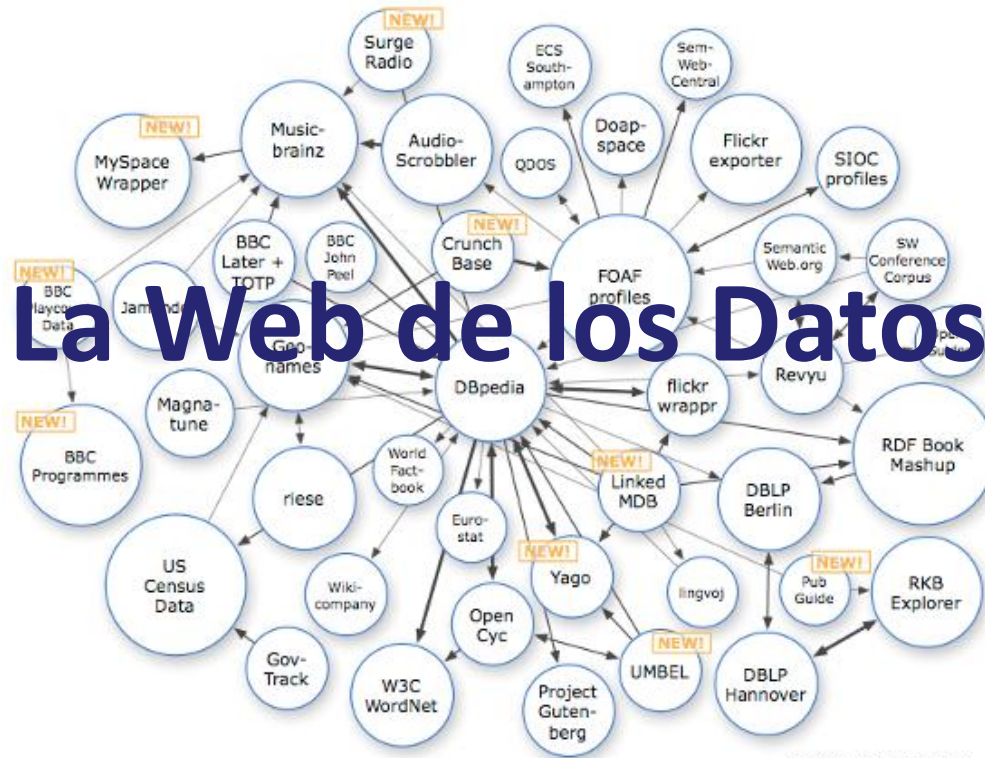 NEW!
Surge
Radio
ECS
South-
ampton
Sem-
Web-
Central
NEW!
MySpace
Wrapper
Music-
brainz
Audio-
Scrobbler
QDOS
Doap-
space
Flickr
exporter
SIOC
profiles
NEW!
BBC
Playcou
Data
Jam
BBC
Later +
TOTP
BBC
John
Peel
NEW!
Crunch
Base
FOAF
profiles
Semantic
Web.org
SW
Conference
Corpus
La Web de los Datos
Geo-
names
DBpedia
flickr
wrappr
Revyu
Magna-
tune
NEW!
BBC
Programmes
riese
World
Fact-
book
NEW!
Linked
MDB
DBLP
Berlin
RDF Book
Mashup
Euro-
stat
US
Census
Data
Wiki-
company
NEW!
Yago
lingvoj
NEW!
Pub
Guide
RKB
Explorer
Open
Cyc
Gov-
Track
W3C
WordNet
Project
Guten-
berg
NEW!
UMBEL
DBLP
Hannover